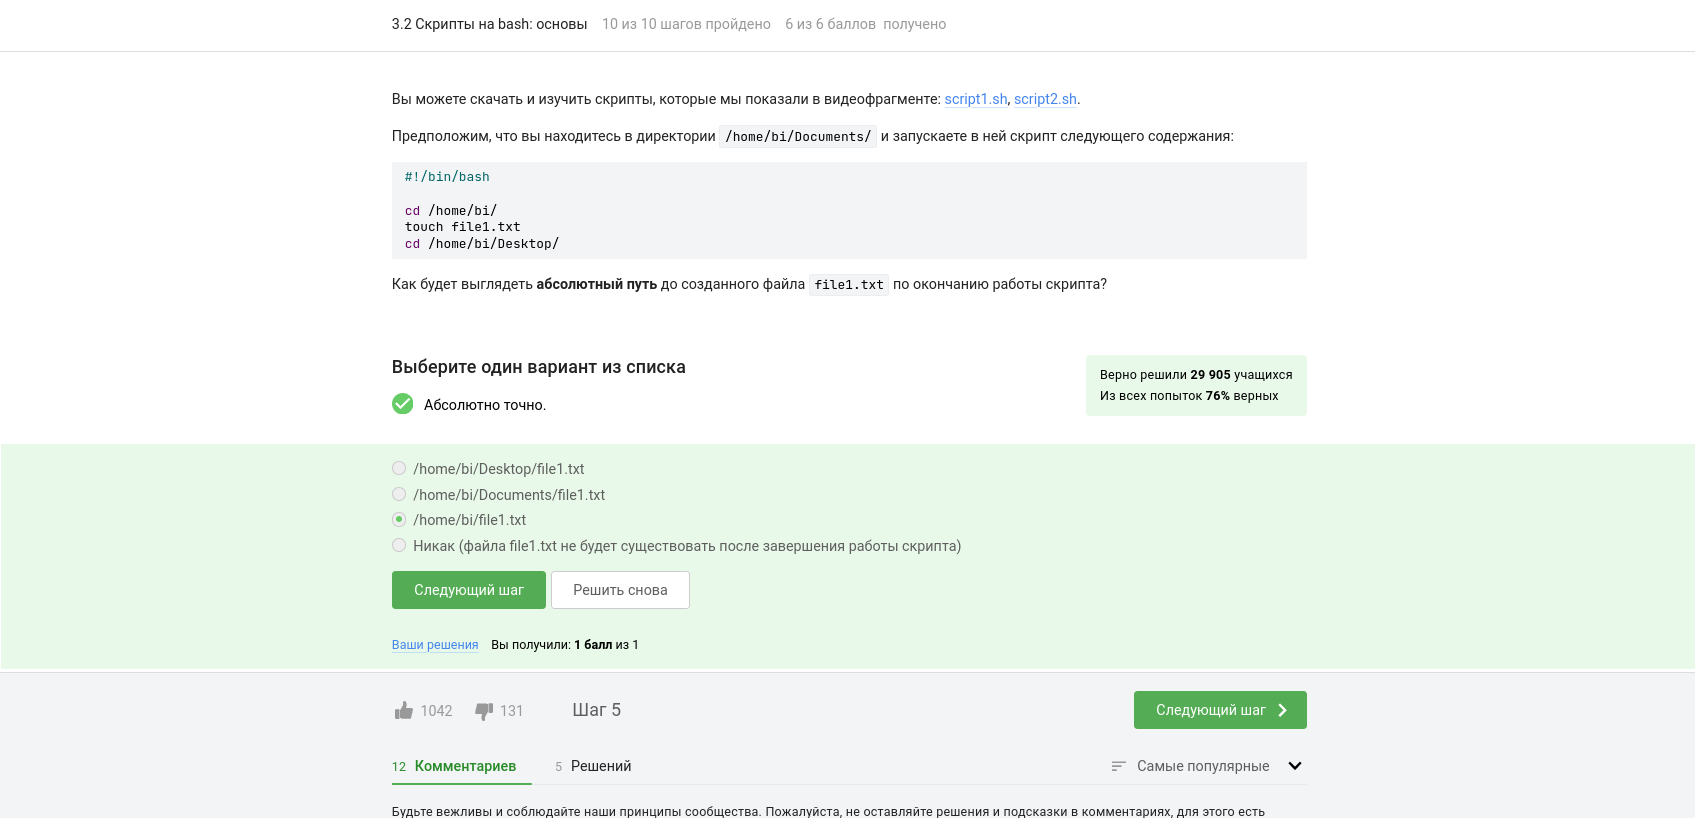 3.2 Скрипты на bash: основы 10 из 10 шагов пройдено 6 из 6 баллов получено
Вы можете скачать и изучить скрипты, которые мы показали в видеофрагменте: script1.sh, script2.sh.
Предположим, что вы находитесь в директории /home/bi/Documents/ и запускаете в ней скрипт следующего содержания:
#!/bin/bash
cd /home/bi/
touch file1.txt
cd /home/bi/Desktop/
Как будет выглядеть абсолютный путь до созданного файла file1.txt по окончанию работы скрипта?
Выберите один вариант из списка
Абсолютно точно.
Верно решили 29 905 учащихся
Из всех попыток 76% верных
/home/bi/Desktop/file1.txt
/home/bi/Documents/file1.txt
/home/bi/file1.txt
Никак (файла file1.txt не будет существовать после завершения работы скрипта)
Следующий шаг Решить снова
Ваши решения Вы получили: 1 балл из 1
1042 131 Шаг 5 Следующий шаг
12 Комментариев 5 Решений Самые популярные
Будьте вежливы и соблюдайте наши принципы сообщества. Пожалуйста, не оставляйте решения и подсказки в комментариях, для этого есть